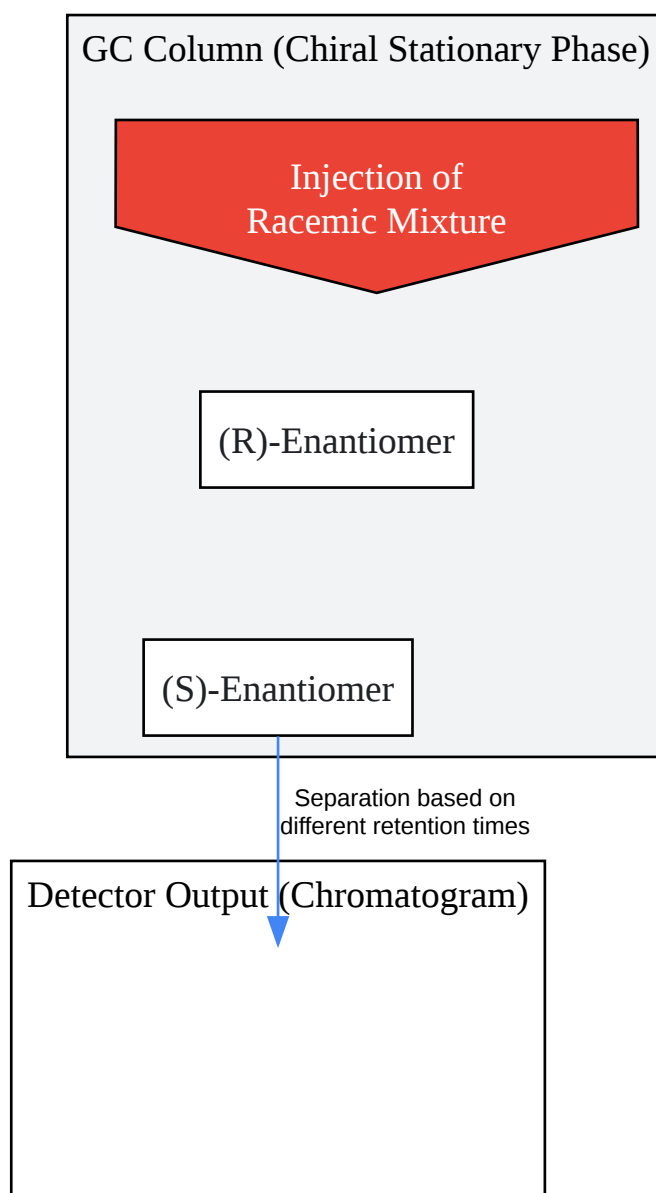 GC Column (Chiral Stationary Phase)
Injection of
Racemic Mixture
(R)-Enantiomer
(S)-Enantiomer
Separation based on
different retention times
Detector Output (Chromatogram)